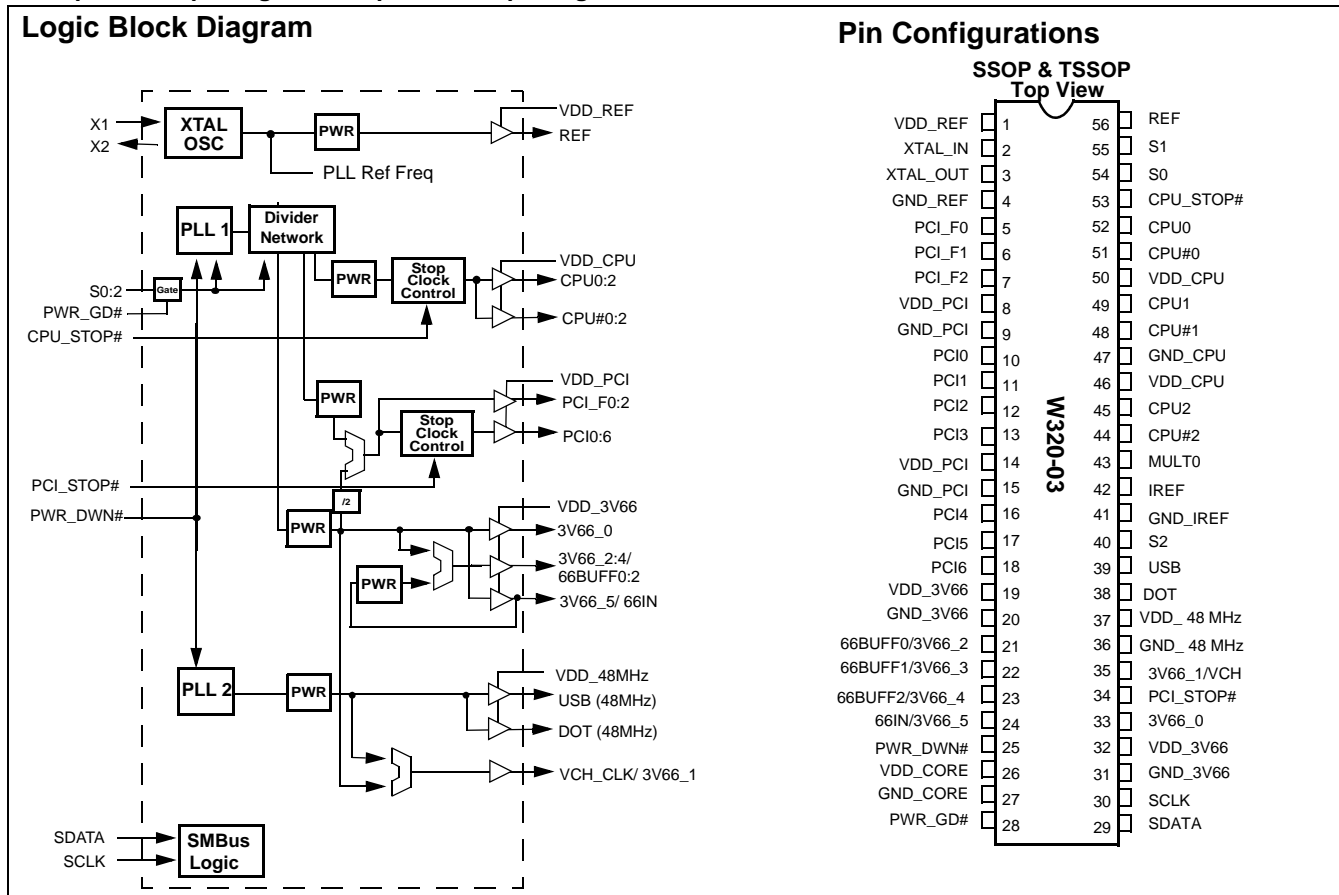 Logic Block Diagram
X1
X2
XTAL
OSC
PWR
VDD_REF
REF
PLL Ref Freq
PLL 1
Divider
Network
S0:2
Gate
PWR_GD#
CPU_STOP#
PWR
Stop
Clock
Control
VDD_CPU
CPU0:2
CPU#0:2
PWR
VDD_PCI
PCI_F0:2
Stop
Clock
Control
PCI0:6
PCI_STOP#
PWR_DWN#
/2
PWR
VDD_3V66
3V66_0
3V66_2:4/
66BUFF0:2
PWR
3V66_5/ 66IN
PLL 2
PWR
VDD_48MHz
USB (48MHz)
DOT (48MHz)
VCH_CLK/ 3V66_1
SDATA
SCLK
SMBus
Logic
Pin Configurations
SSOP & TSSOP
Top View
W320-03
VDD_REF 1 56 REF
XTAL_IN 2 55 S1
XTAL_OUT 3 54 S0
GND_REF 4 53 CPU_STOP#
PCI_F0 5 52 CPU0
PCI_F1 6 51 CPU#0
PCI_F2 7 50 VDD_CPU
VDD_PCI 8 49 CPU1
GND_PCI 9 48 CPU#1
PCI0 10 47 GND_CPU
PCI1 11 46 VDD_CPU
PCI2 12 45 CPU2
PCI3 13 44 CPU#2
VDD_PCI 14 43 MULT0
GND_PCI 15 42 IREF
PCI4 16 41 GND_IREF
PCI5 17 40 S2
PCI6 18 39 USB
VDD_3V66 19 38 DOT
GND_3V66 20 37 VDD_ 48 MHz
66BUFF0/3V66_2 21 36 GND_ 48 MHz
66BUFF1/3V66_3 22 35 3V66_1/VCH
66BUFF2/3V66_4 23 34 PCI_STOP#
66IN/3V66_5 24 33 3V66_0
PWR_DWN# 25 32 VDD_3V66
VDD_CORE 26 31 GND_3V66
GND_CORE 27 30 SCLK
PWR_GD# 28 29 SDATA